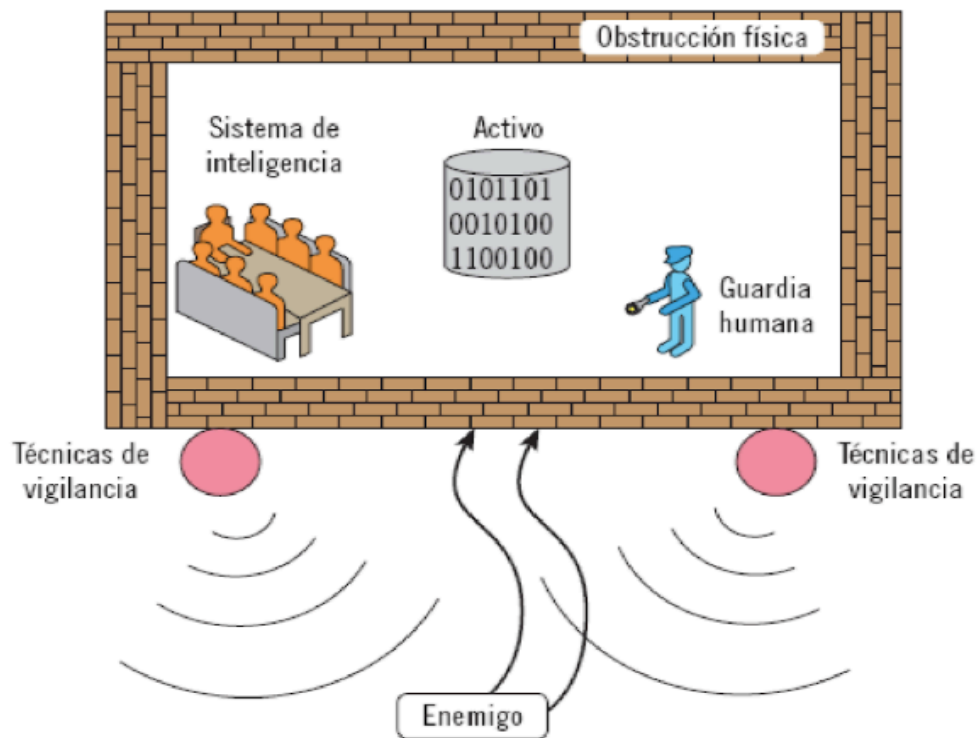 Obstrucción física
Sistema de
inteligencia
Activo
0101101
0010100
1100100
Guardia
humana
Técnicas de
vigilancia
Técnicas de
vigilancia
Enemigo